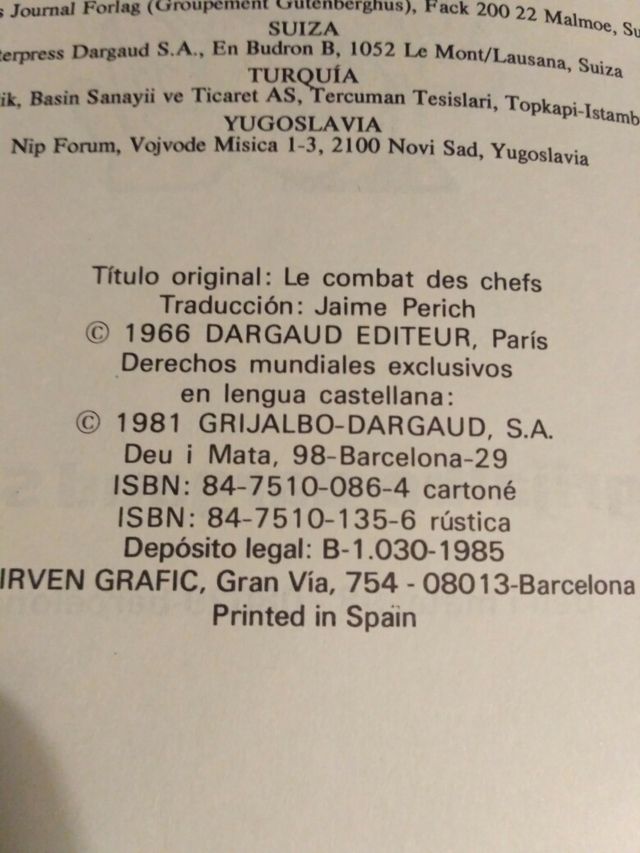 s Journal Forlag (Groupement Gutenberghus), Fack 200 22 Malmoe, Su
SUIZA
terpress Dargaud S.A., En Budron B, 1052 Le Mont/Lausana, Suiza
TURQUÍA
ik, Basin Sanayii ve Ticaret AS, Tercuman Tesislari, Topkapi-Istamb
YUGOSLAVIA
Nip Forum, Vojvode Misica 1-3, 2100 Novi Sad, Yugoslavia
Título original: Le combat des chefs
Traducción: Jaime Perich
© 1966 DARGAUD EDITEUR, París
Derechos mundiales exclusivos
en lengua castellana:
© 1981 GRIJALBO-DARGAUD, S.A.
Deu i Mata, 98-Barcelona-29
ISBN: 84-7510-086-4 cartoné
ISBN: 84-7510-135-6 rústica
Depósito legal: B-1.030-1985
IRVEN GRAFIC, Gran Vía, 754 - 08013-Barcelona
Printed in Spain